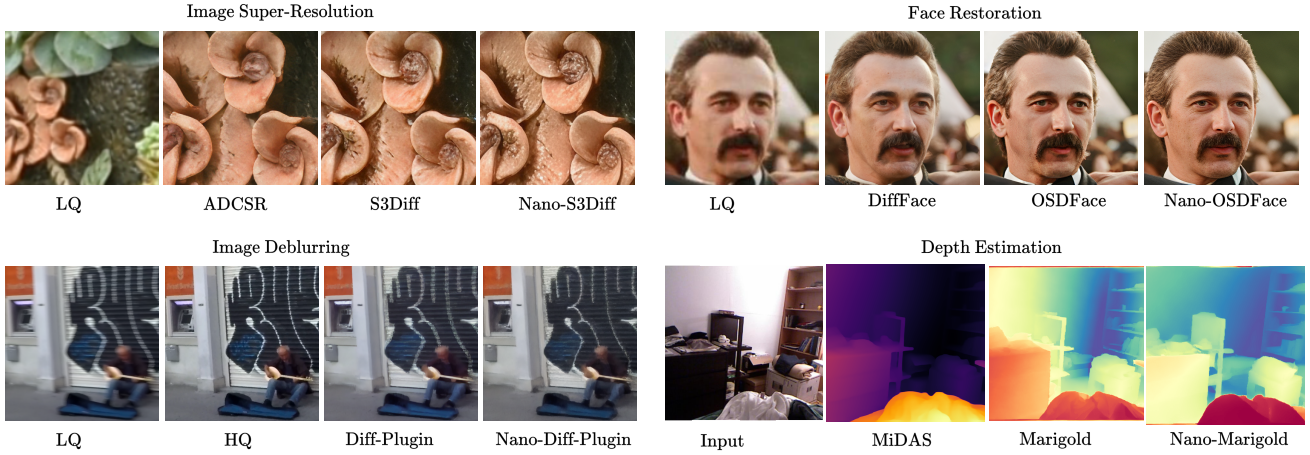 Image Super-Resolution
Face Restoration
LQ
ADCSR
S3Diff
Nano-S3Diff
LQ
DiffFace
OSDFace
Nano-OSDFace
Image Deblurring
Depth Estimation
LQ
HQ
Diff-Plugin
Nano-Diff-Plugin
Input
MiDAS
Marigold
Nano-Marigold